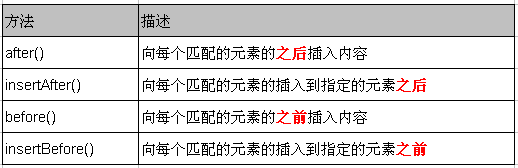 方法 描述
after() 向每个匹配的元素的之后插入内容
insertAfter() 向每个匹配的元素的插入到指定的元素之后
before() 向每个匹配的元素的之前插入内容
insertBefore() 向每个匹配的元素的插入到指定的元素之前